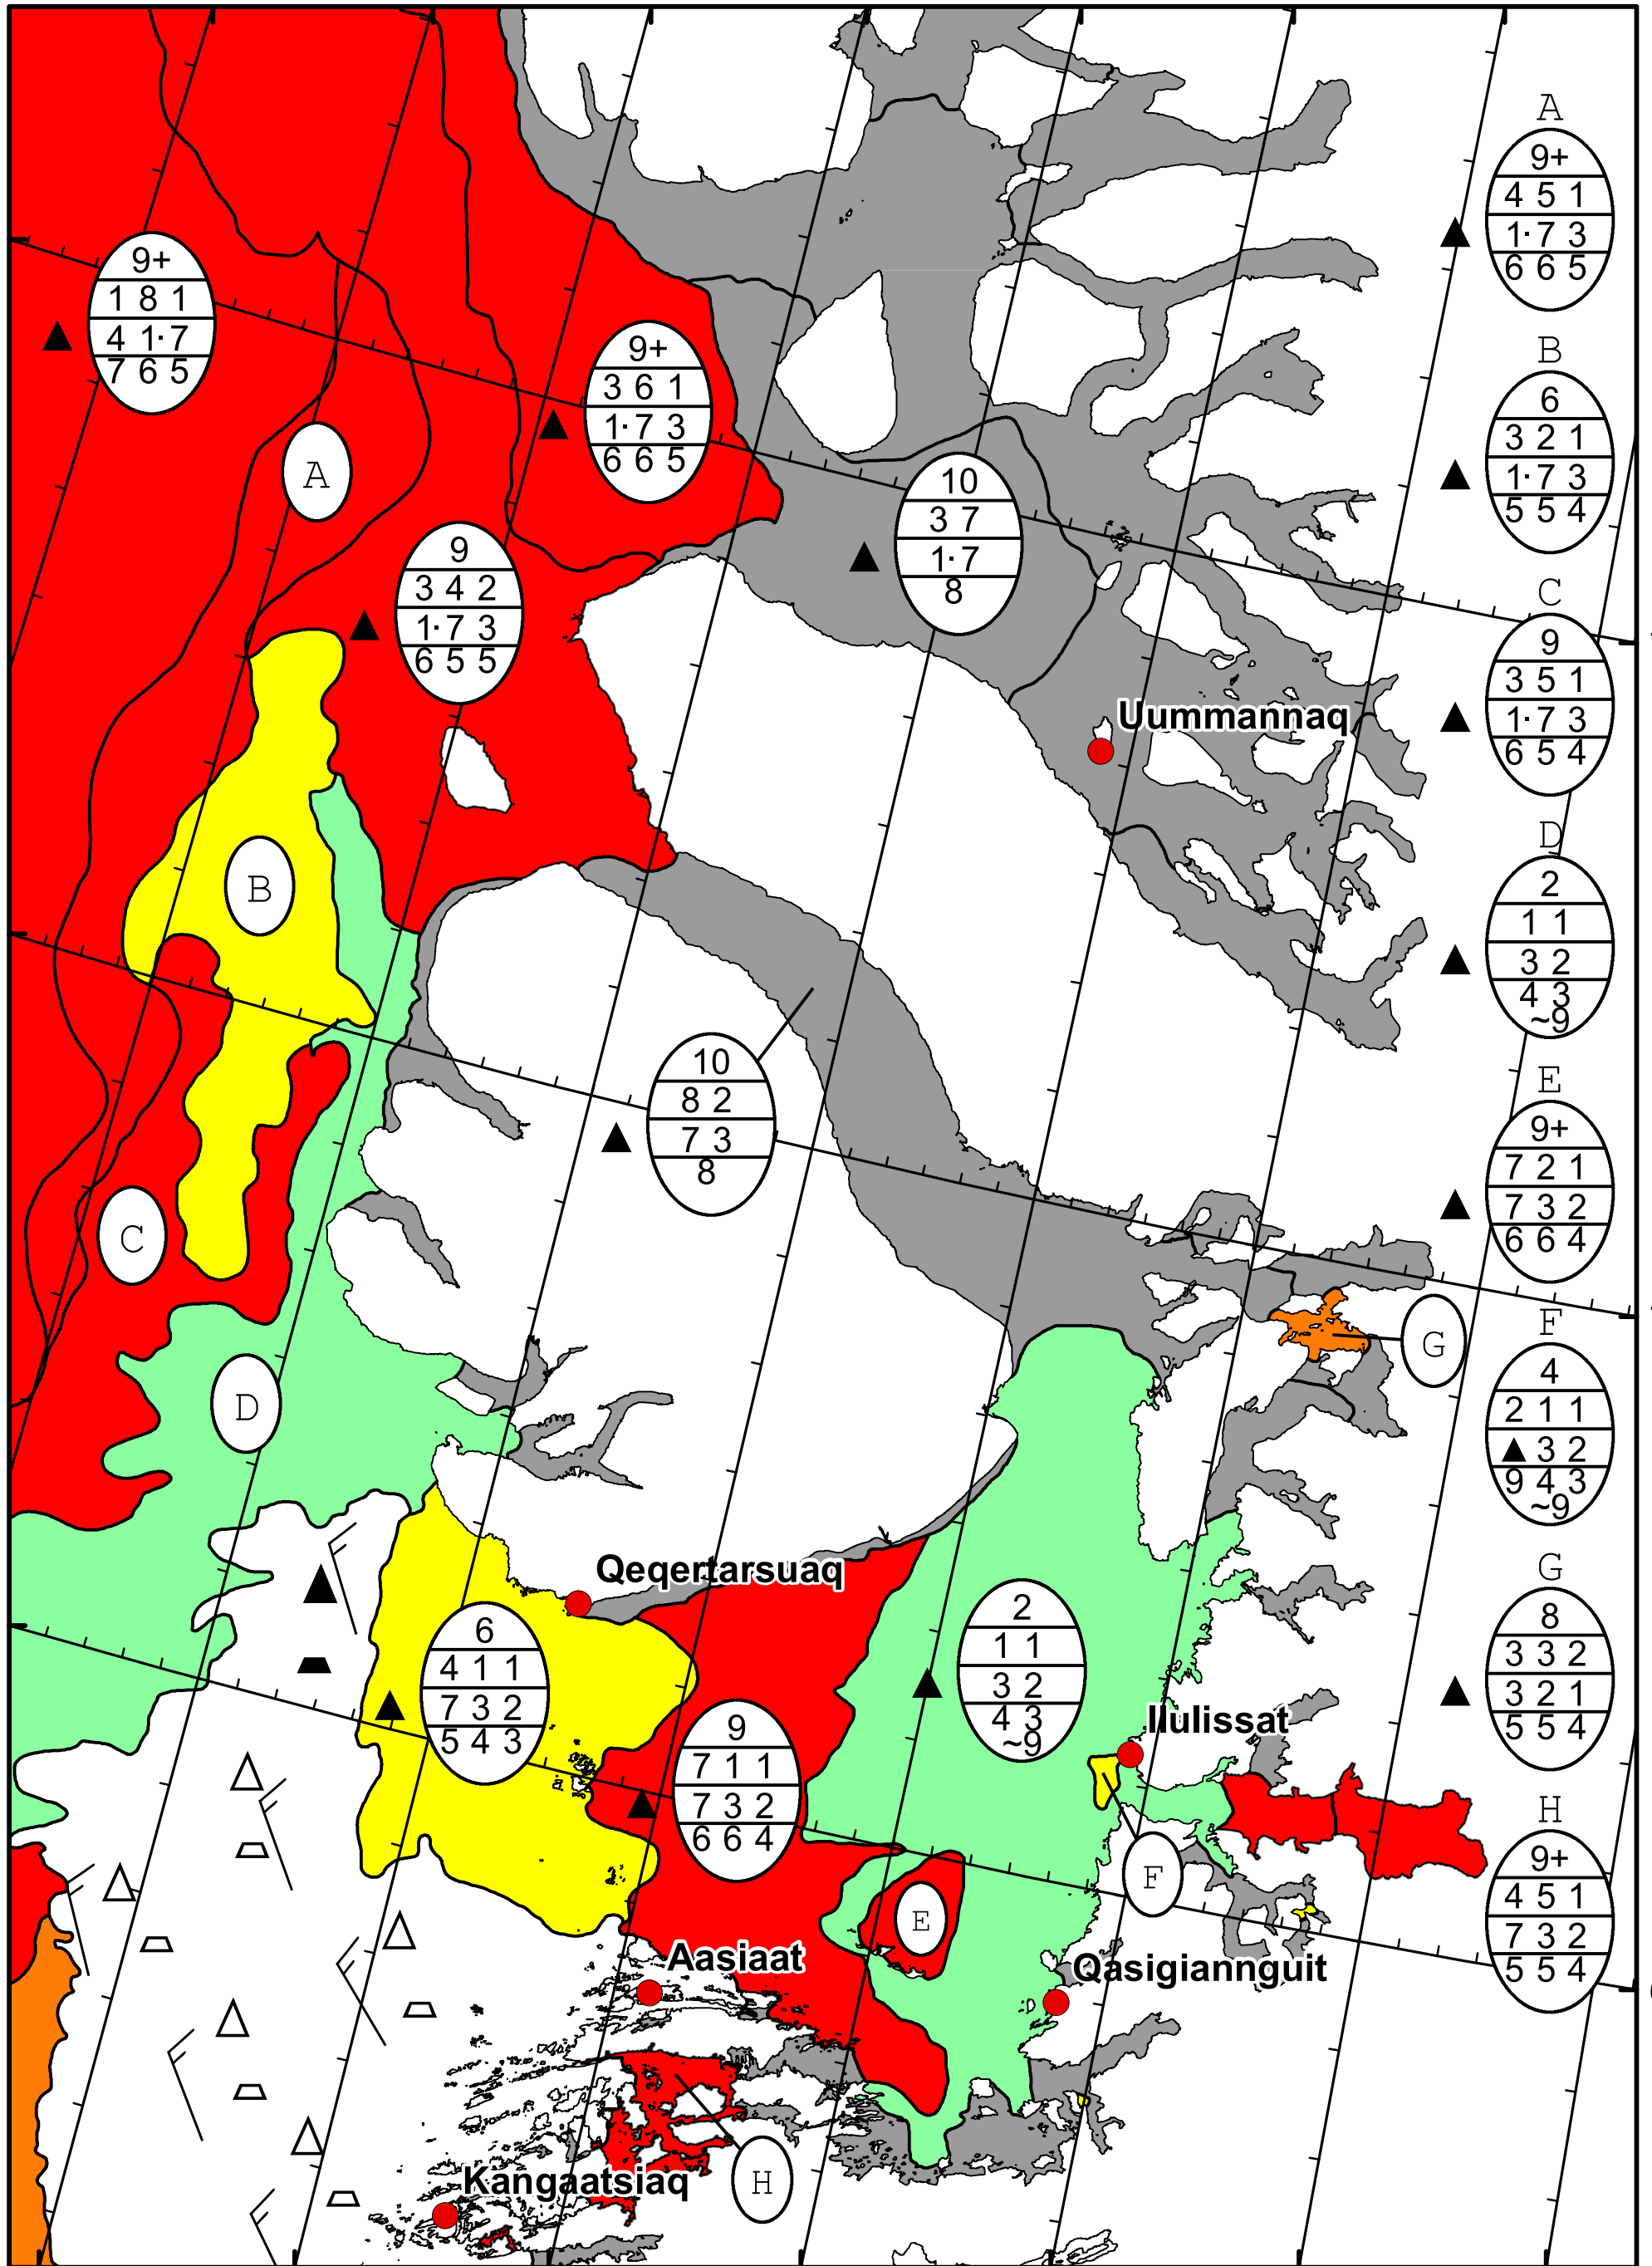 A
9+
4 5 1
1· 7 3
6 6 5
9+
1 8 1
4 1· 7
7 6 5
9+
3 6 1
1· 7 3
6 6 5
B
6
3 2 1
1· 7 3
5 5 4
A
10
3 7
1· 7
8
9
3 4 2
1· 7 3
6 5 5
C
9
3 5 1
1· 7 3
6 5 4
Uummannaq
B
D
2
1 1
3 2
4 3
~9
10
8 2
7 3
8
E
9+
7 2 1
7 3 2
6 6 4
C
G
F
4
2 1 1
▲ 3 2
9 4 3
~9
D
Qeqertarsuaq
G
8
3 3 2
3 2 1
5 5 4
6
4 1 1
7 3 2
5 4 3
2
1 1
3 2
4 3
~9
Ilulissat
9
7 1 1
7 3 2
6 6 4
H
9+
4 5 1
7 3 2
5 5 4
F
E
Aasiaat
Qasigiannguit
H
Kangaatsiaq